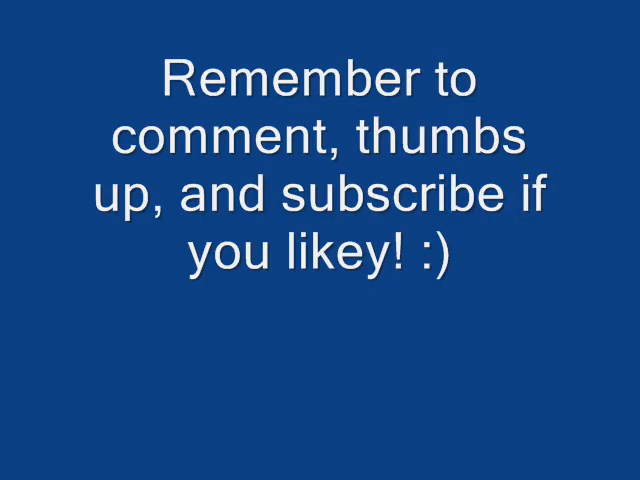 Remember to
comment, thumbs
up, and subscribe if
you likey! :)